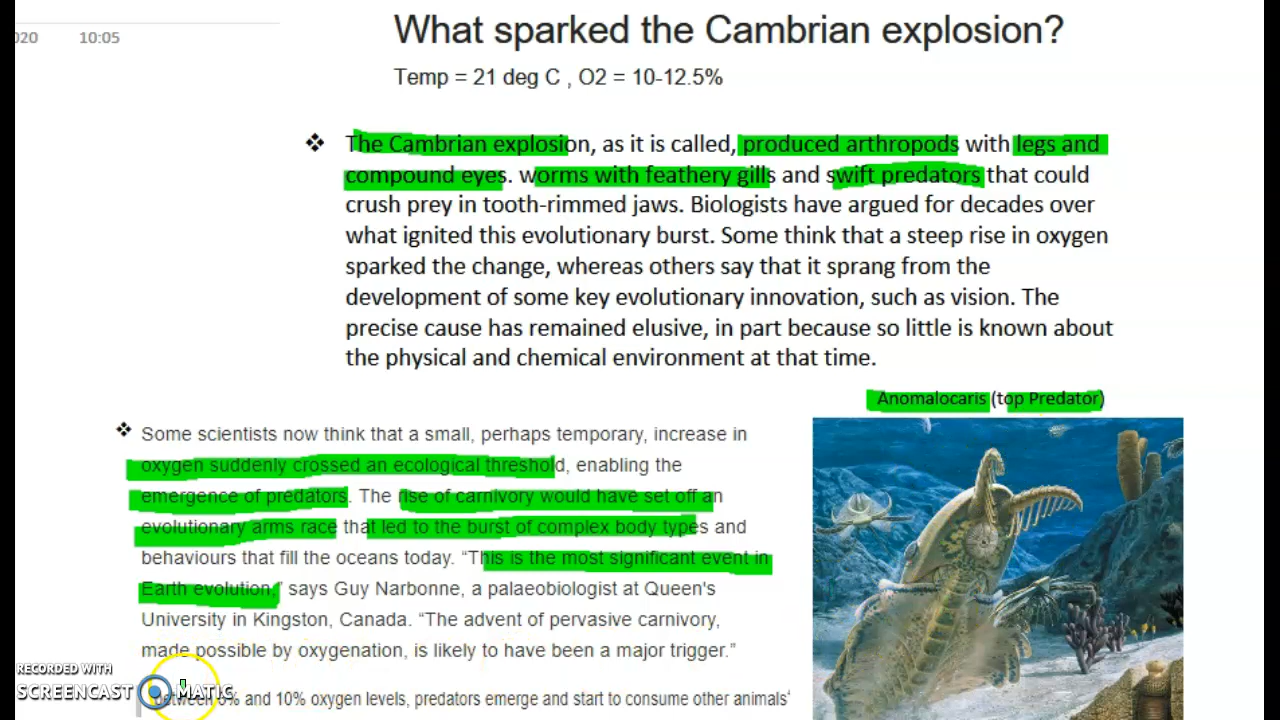 What sparked the Cambrian explosion?
020 10:05
Temp = 21 deg C , O2 = 10-12.5%
❖ The Cambrian explosion, as it is called, produced arthropods with legs and
compound eyes. worms with feathery gills and swift predators that could
crush prey in tooth-rimmed jaws. Biologists have argued for decades over
what ignited this evolutionary burst. Some think that a steep rise in oxygen
sparked the change, whereas others say that it sprang from the
development of some key evolutionary innovation, such as vision. The
precise cause has remained elusive, in part because so little is known about
the physical and chemical environment at that time.
Anomalocaris (top Predator)
❖ Some scientists now think that a small, perhaps temporary, increase in
oxygen suddenly crossed an ecological threshold, enabling the
emergence of predators. The rise of carnivory would have set off an
evolutionary arms race that led to the burst of complex body types and
behaviours that fill the oceans today. “This is the most significant event in
Earth evolution,” says Guy Narbonne, a palaeobiologist at Queen's
University in Kingston, Canada. “The advent of pervasive carnivory,
made possible by oxygenation, is likely to have been a major trigger.”
RECORDED WITH
SCREENCAST MATIC
and 10% oxygen levels, predators emerge and start to consume other animals‘